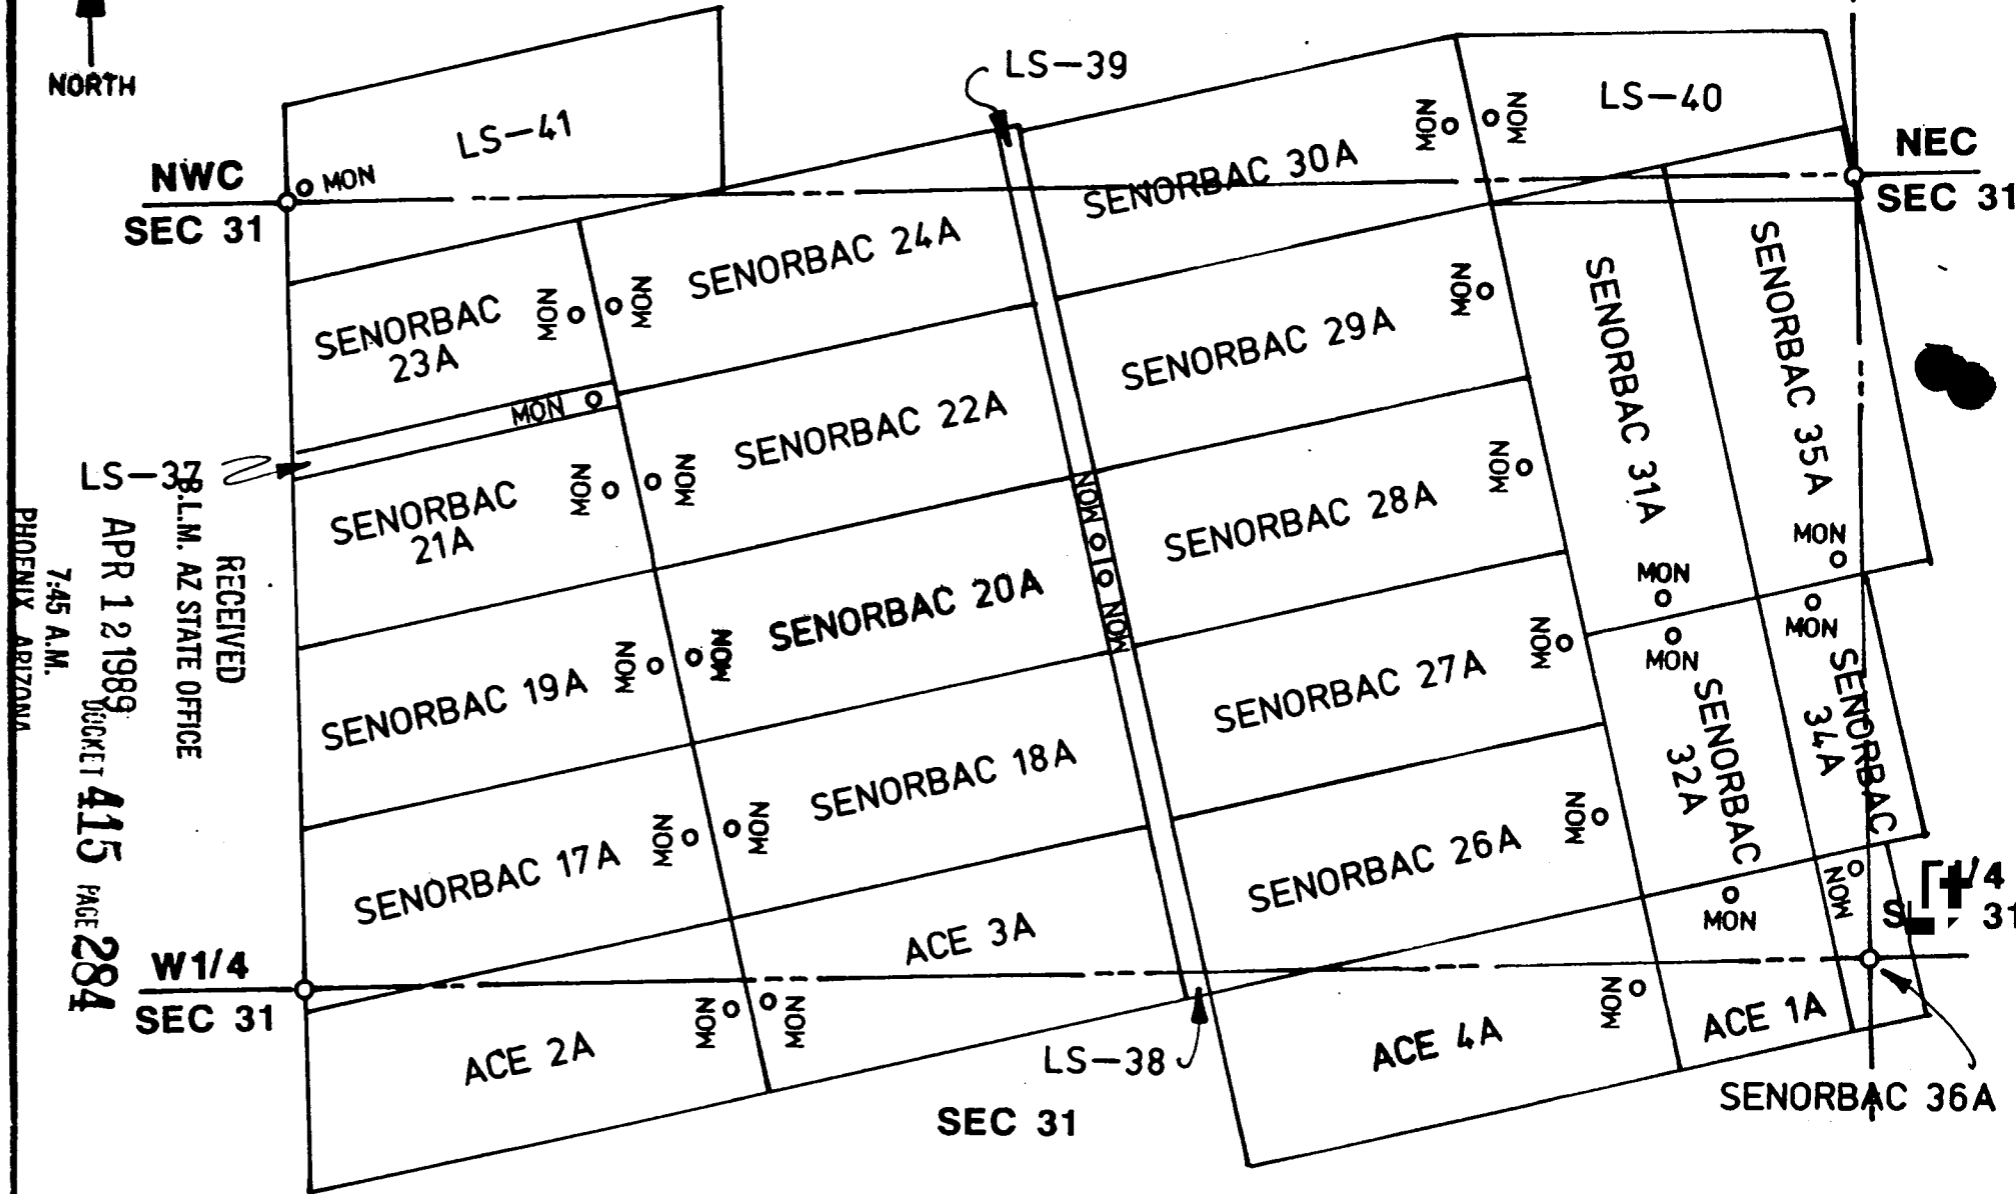 NORTH
LS-39
LS-40
LS-41
MON
MON
NWC
SEC 31
MON
NEC
SEC 31
SENORBAC 30A
SENORBAC 24A
SENORBAC
23A
MON
MON
MON
SENORBAC 29A
MON
SENORBAC 31A
SENORBAC 35A
MON
SENORBAC 22A
LS-37
SENORBAC
21A
MON
MON
MON
MON
SENORBAC 28A
MON
MON
MON
SENORBAC 20A
SENORBAC 19A
MON
MON
SENORBAC 27A
MON
MON
MON
SENORBAC
32A
SENORBAC
34A
SENORBAC 18A
SENORBAC 17A
MON
MON
SENORBAC 26A
MON
MON
MON
/4
31
W1/4
SEC 31
ACE 3A
ACE 2A
MON
MON
LS-38
ACE 4A
MON
ACE 1A
SENORBAC 36A
SEC 31
RECEIVED
B.L.M. AZ STATE OFFICE
APR 12 1989
7:45 A.M.
PHOENIX ARIZONA
DOCKET 415 PAGE 284